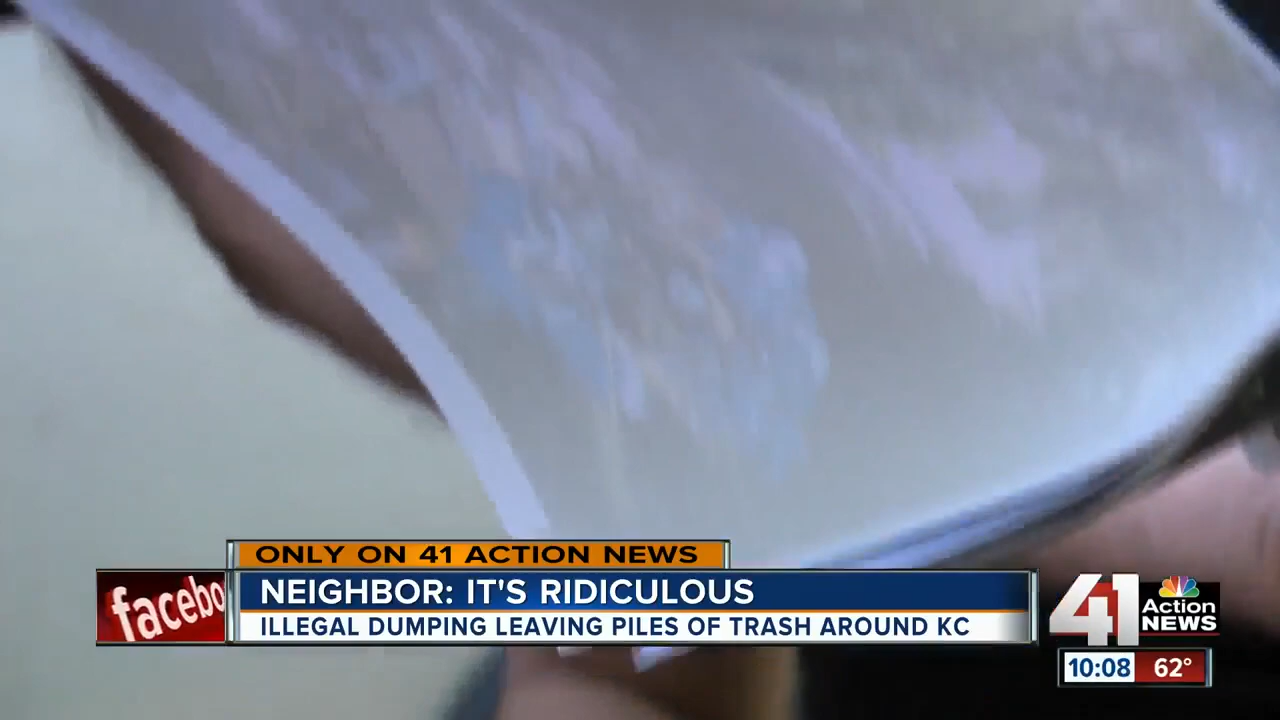 ONLY ON 41 ACTION NEWS
NEIGHBOR: IT'S RIDICULOUS
ILLEGAL DUMPING LEAVING PILES OF TRASH AROUND KC
facebo
41 Action NEWS
10:08 62°